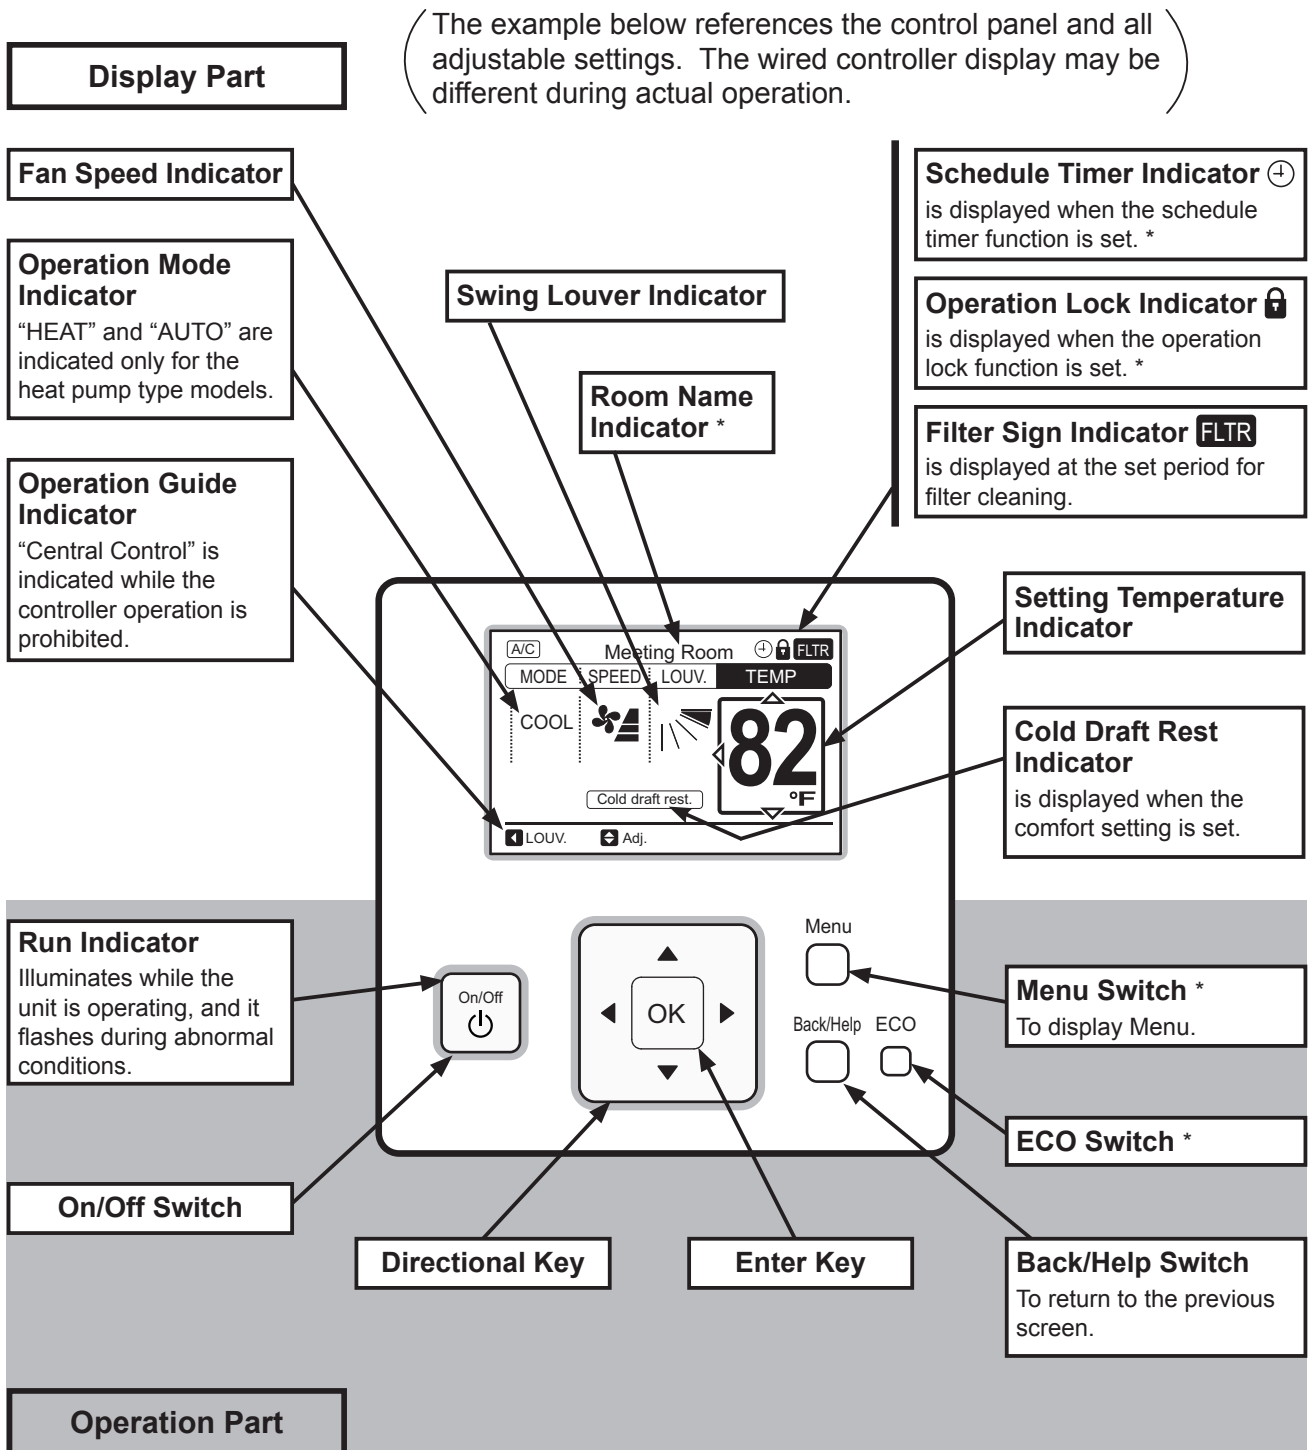 The example below references the control panel and all
adjustable settings. The wired controller display may be
different during actual operation.
Display Part
Fan Speed Indicator
Operation Mode
Indicator
“HEAT” and “AUTO” are
indicated only for the
heat pump type models.
Operation Guide
Indicator
“Central Control” is
indicated while the
controller operation is
prohibited.
Swing Louver Indicator
Room Name
Indicator *
Schedule Timer Indicator
is displayed when the schedule
timer function is set. *
Operation Lock Indicator
is displayed when the operation
lock function is set. *
Filter Sign Indicator FLTR
is displayed at the set period for
filter cleaning.
Setting Temperature
Indicator
Cold Draft Rest
Indicator
is displayed when the
comfort setting is set.
A/C Meeting Room FLTR
MODE SPEED LOUV. TEMP
COOL 82
°F
Cold draft rest.
LOUV. Adj.
Run Indicator
Illuminates while the
unit is operating, and it
flashes during abnormal
conditions.
On/Off
OK
Menu
Back/Help ECO
Menu Switch *
To display Menu.
ECO Switch *
On/Off Switch
Directional Key
Enter Key
Back/Help Switch
To return to the previous
screen.
Operation Part